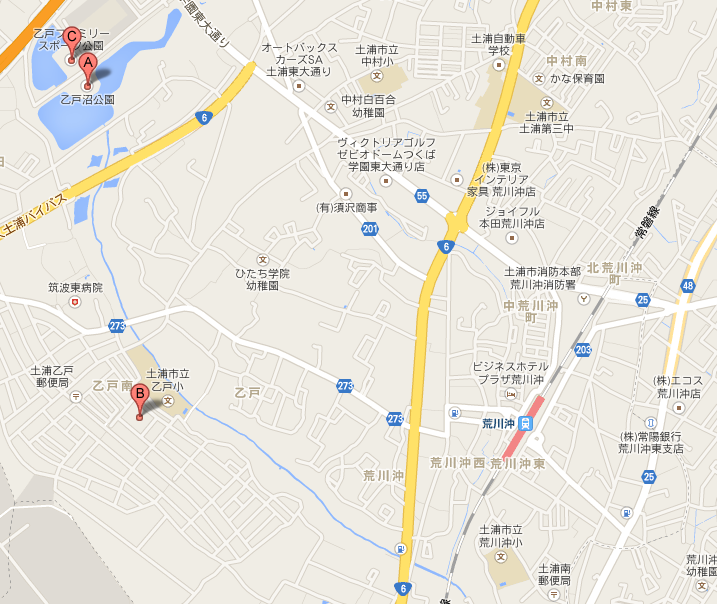 乙戸ファミリー
スポーツ公園
C
A
乙戸沼公園
学園東大通り
オートバックス
カーズSA
土浦東大通り
土浦市立
中村小
土浦自動車
学校
中村東
中村南
かな保育園
中村白百合
幼稚園
土浦市立
土浦第三中
6
ヴィクトリアゴルフ
ゼビオドームつくば
学園東大通り店
(株)東京
インテリア
家具 荒川沖店
55
土浦バイパス
(有)須沢商事
201
ジョイフル
本田荒川沖店
常磐線
6
ひたち学院
幼稚園
土浦市消防本部
荒川沖消防署
北荒川沖
町
筑波東病院
48
25
中荒川沖
町
273
203
土浦乙戸
郵便局
土浦市立
乙戸小
乙戸南
B
乙戸
273
ビジネスホテル
プラザ荒川沖
(株)エコス
荒川沖店
273
荒川沖
(株)常陽銀行
荒川沖東支店
荒川沖
荒川沖西
荒川沖東
25
土浦市立
荒川沖小
土浦南
郵便局
荒川沖
幼稚園
6
線